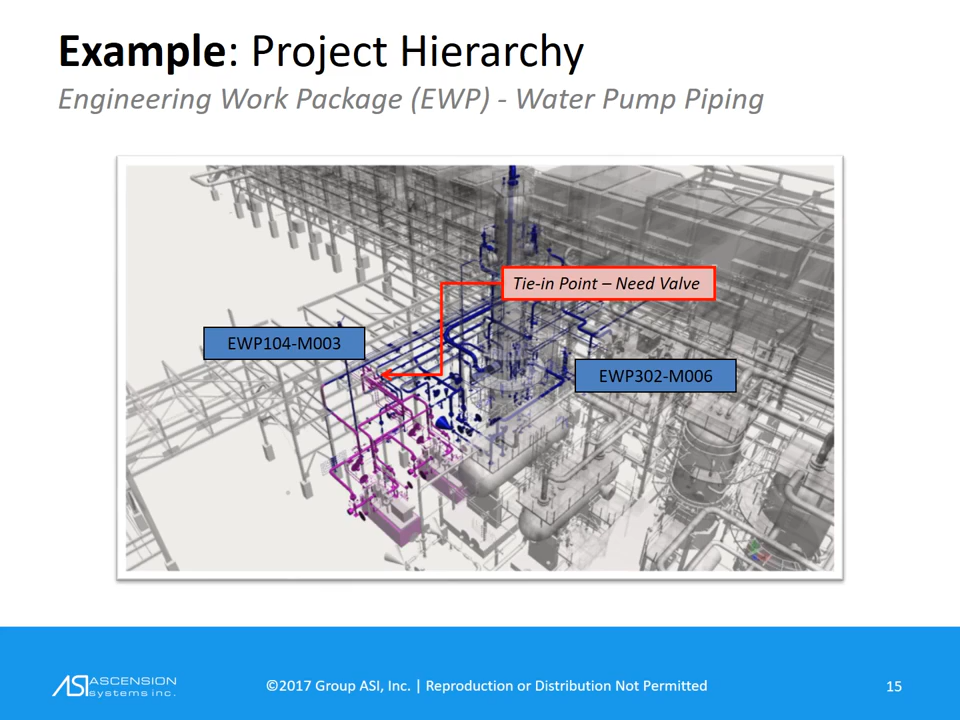 Example: Project Hierarchy
Engineering Work Package (EWP) - Water Pump Piping
Tie-in Point – Need Valve
EWP104-M003
EWP302-M006
ASI ASCENSION
systems inc.
©2017 Group ASI, Inc. | Reproduction or Distribution Not Permitted
15